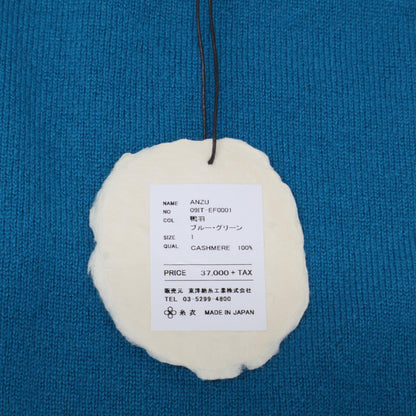 NAME ANZU
NO 09IT-EF0001
COL 鴨羽
ブルー・グリーン
SIZE 1
QUAL CASHMERE 100%
PRICE 37,000 + TAX
販売元 東洋紡糸工業株式会社
TEL 03-5299-4800
糸衣 MADE IN JAPAN